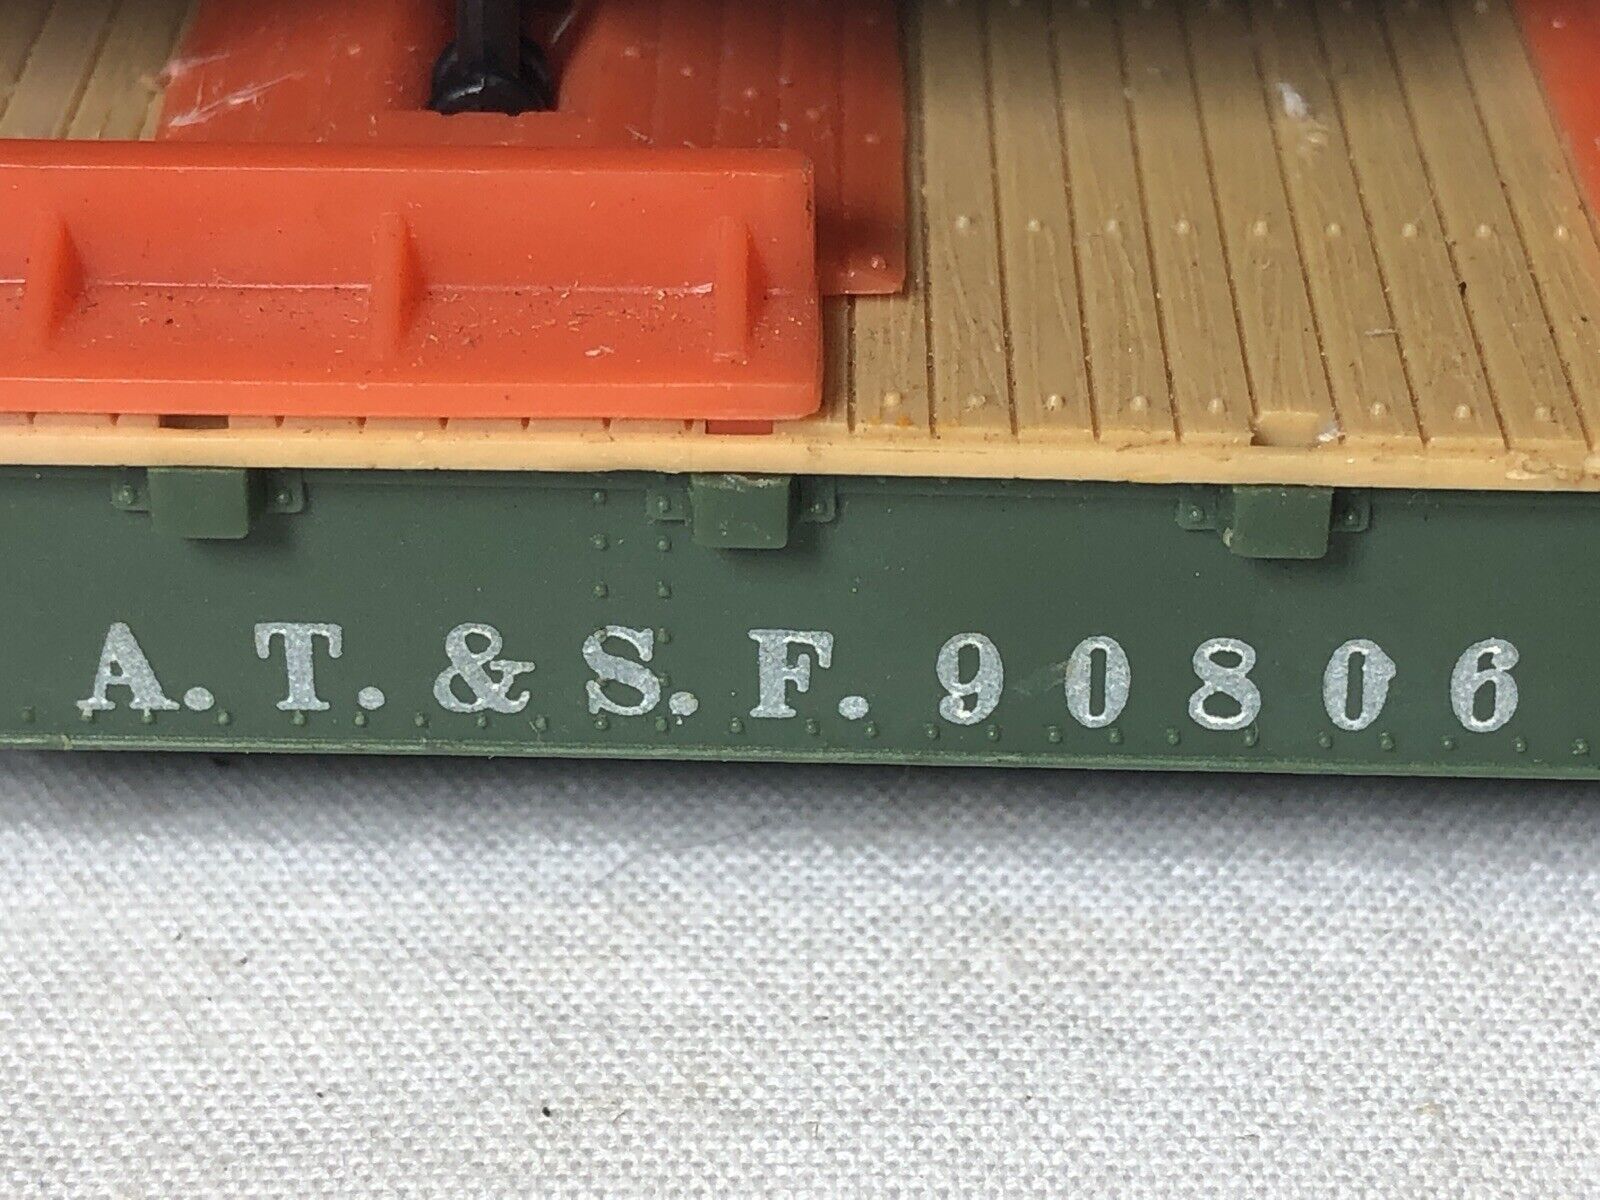 A. T. & S. F. 90806